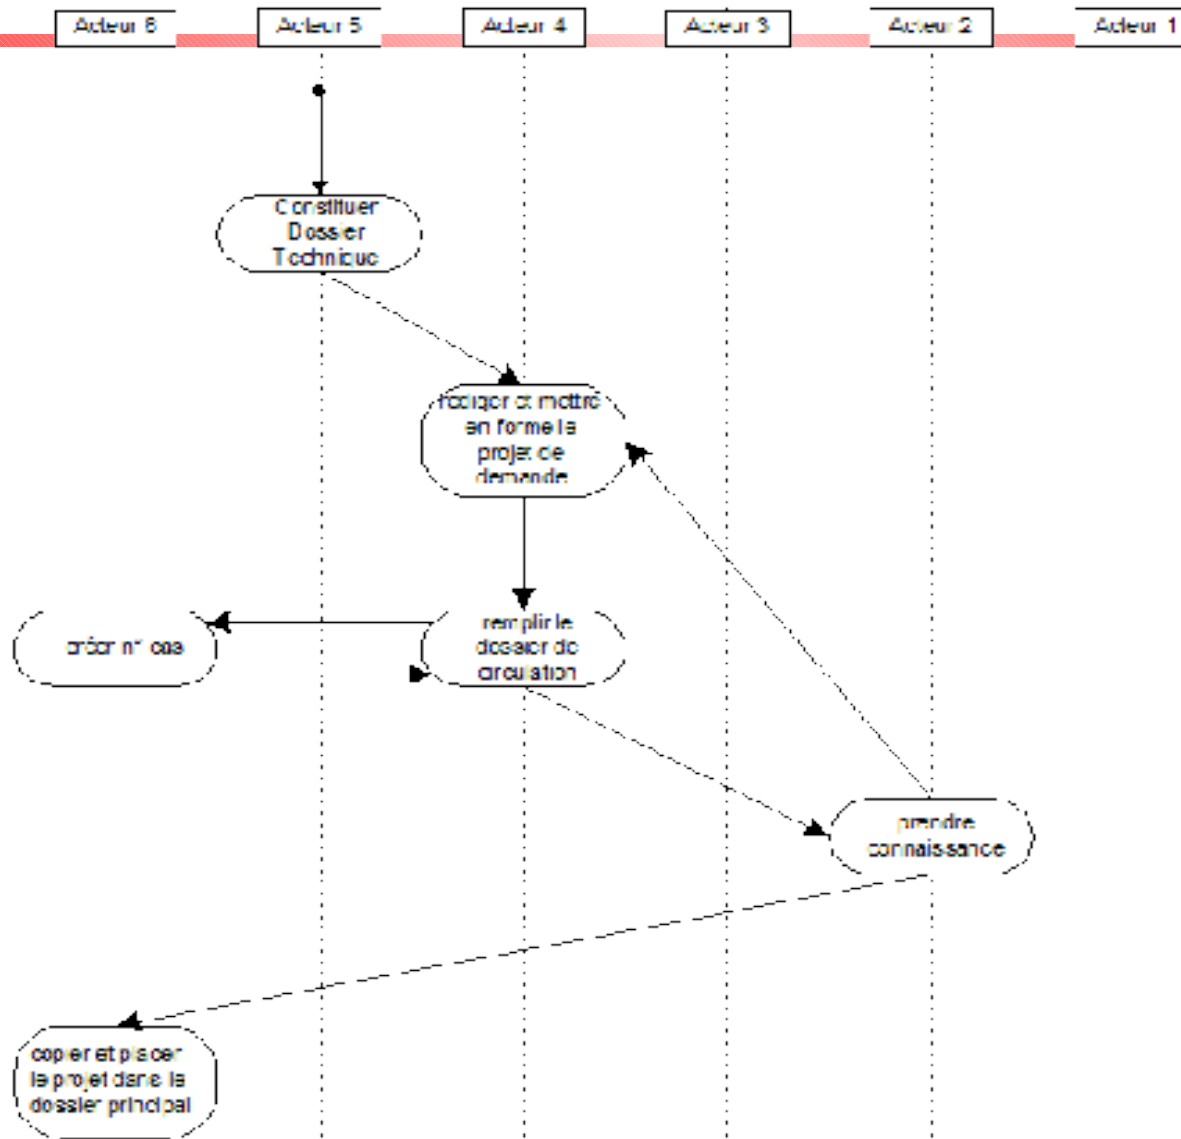 Acteur 6
Acteur 5
Acteur 4
Acteur 3
Acteur 2
Acteur 1
Constituer
Dossier
Technique
rédiger et mettre
en forme le
projet de
demande
créer n° cas
remplir le
dossier de
circulation
prendre
connaissance
copier et placer
le projet dans le
dossier principal